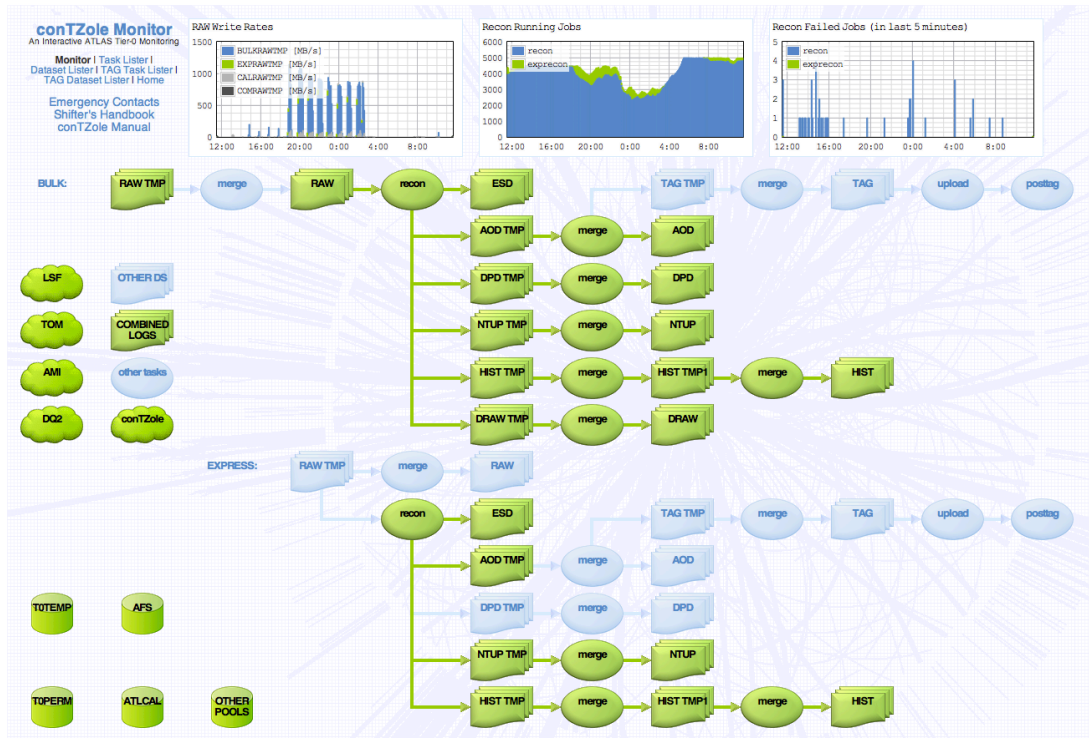 conTZole Monitor
An Interactive ATLAS Tier-0 Monitoring
Monitor | Task Lister |
Dataset Lister | TAG Task Lister |
TAG Dataset Lister | Home
Emergency Contacts
Shifter's Handbook
conTZole Manual
RAW Write Rates
1500
1000
500
0
BULKRAWTMP [MB/s]
EXPRAWTMP [MB/s]
CALRAWTMP [MB/s]
COMRAWTMP [MB/s]
12:00 16:00 20:00 0:00 4:00 8:00
Recon Running Jobs
6000
5000
4000
3000
2000
1000
0
recon
exprecon
12:00 16:00 20:00 0:00 4:00 8:00
Recon Failed Jobs (in last 5 minutes)
5
4
3
2
1
0
recon
exprecon
12:00 16:00 20:00 0:00 4:00 8:00
BULK: RAW TMP merge RAW recon ESD TAG TMP merge TAG upload posttag
AOD TMP merge AOD
LSF OTHER DS DPD TMP merge DPD
TOM COMBINED LOGS NTUP TMP merge NTUP
AMI other tasks HIST TMP merge HIST TMP1 merge HIST
DQ2 conTZole DRAW TMP merge DRAW
EXPRESS: RAW TMP merge RAW
recon ESD TAG TMP merge TAG upload posttag
AOD TMP merge AOD
T0TEMP AFS DPD TMP merge DPD
NTUP TMP merge NTUP
T0PERM ATLCAL OTHER POOLS HIST TMP merge HIST TMP1 merge HIST